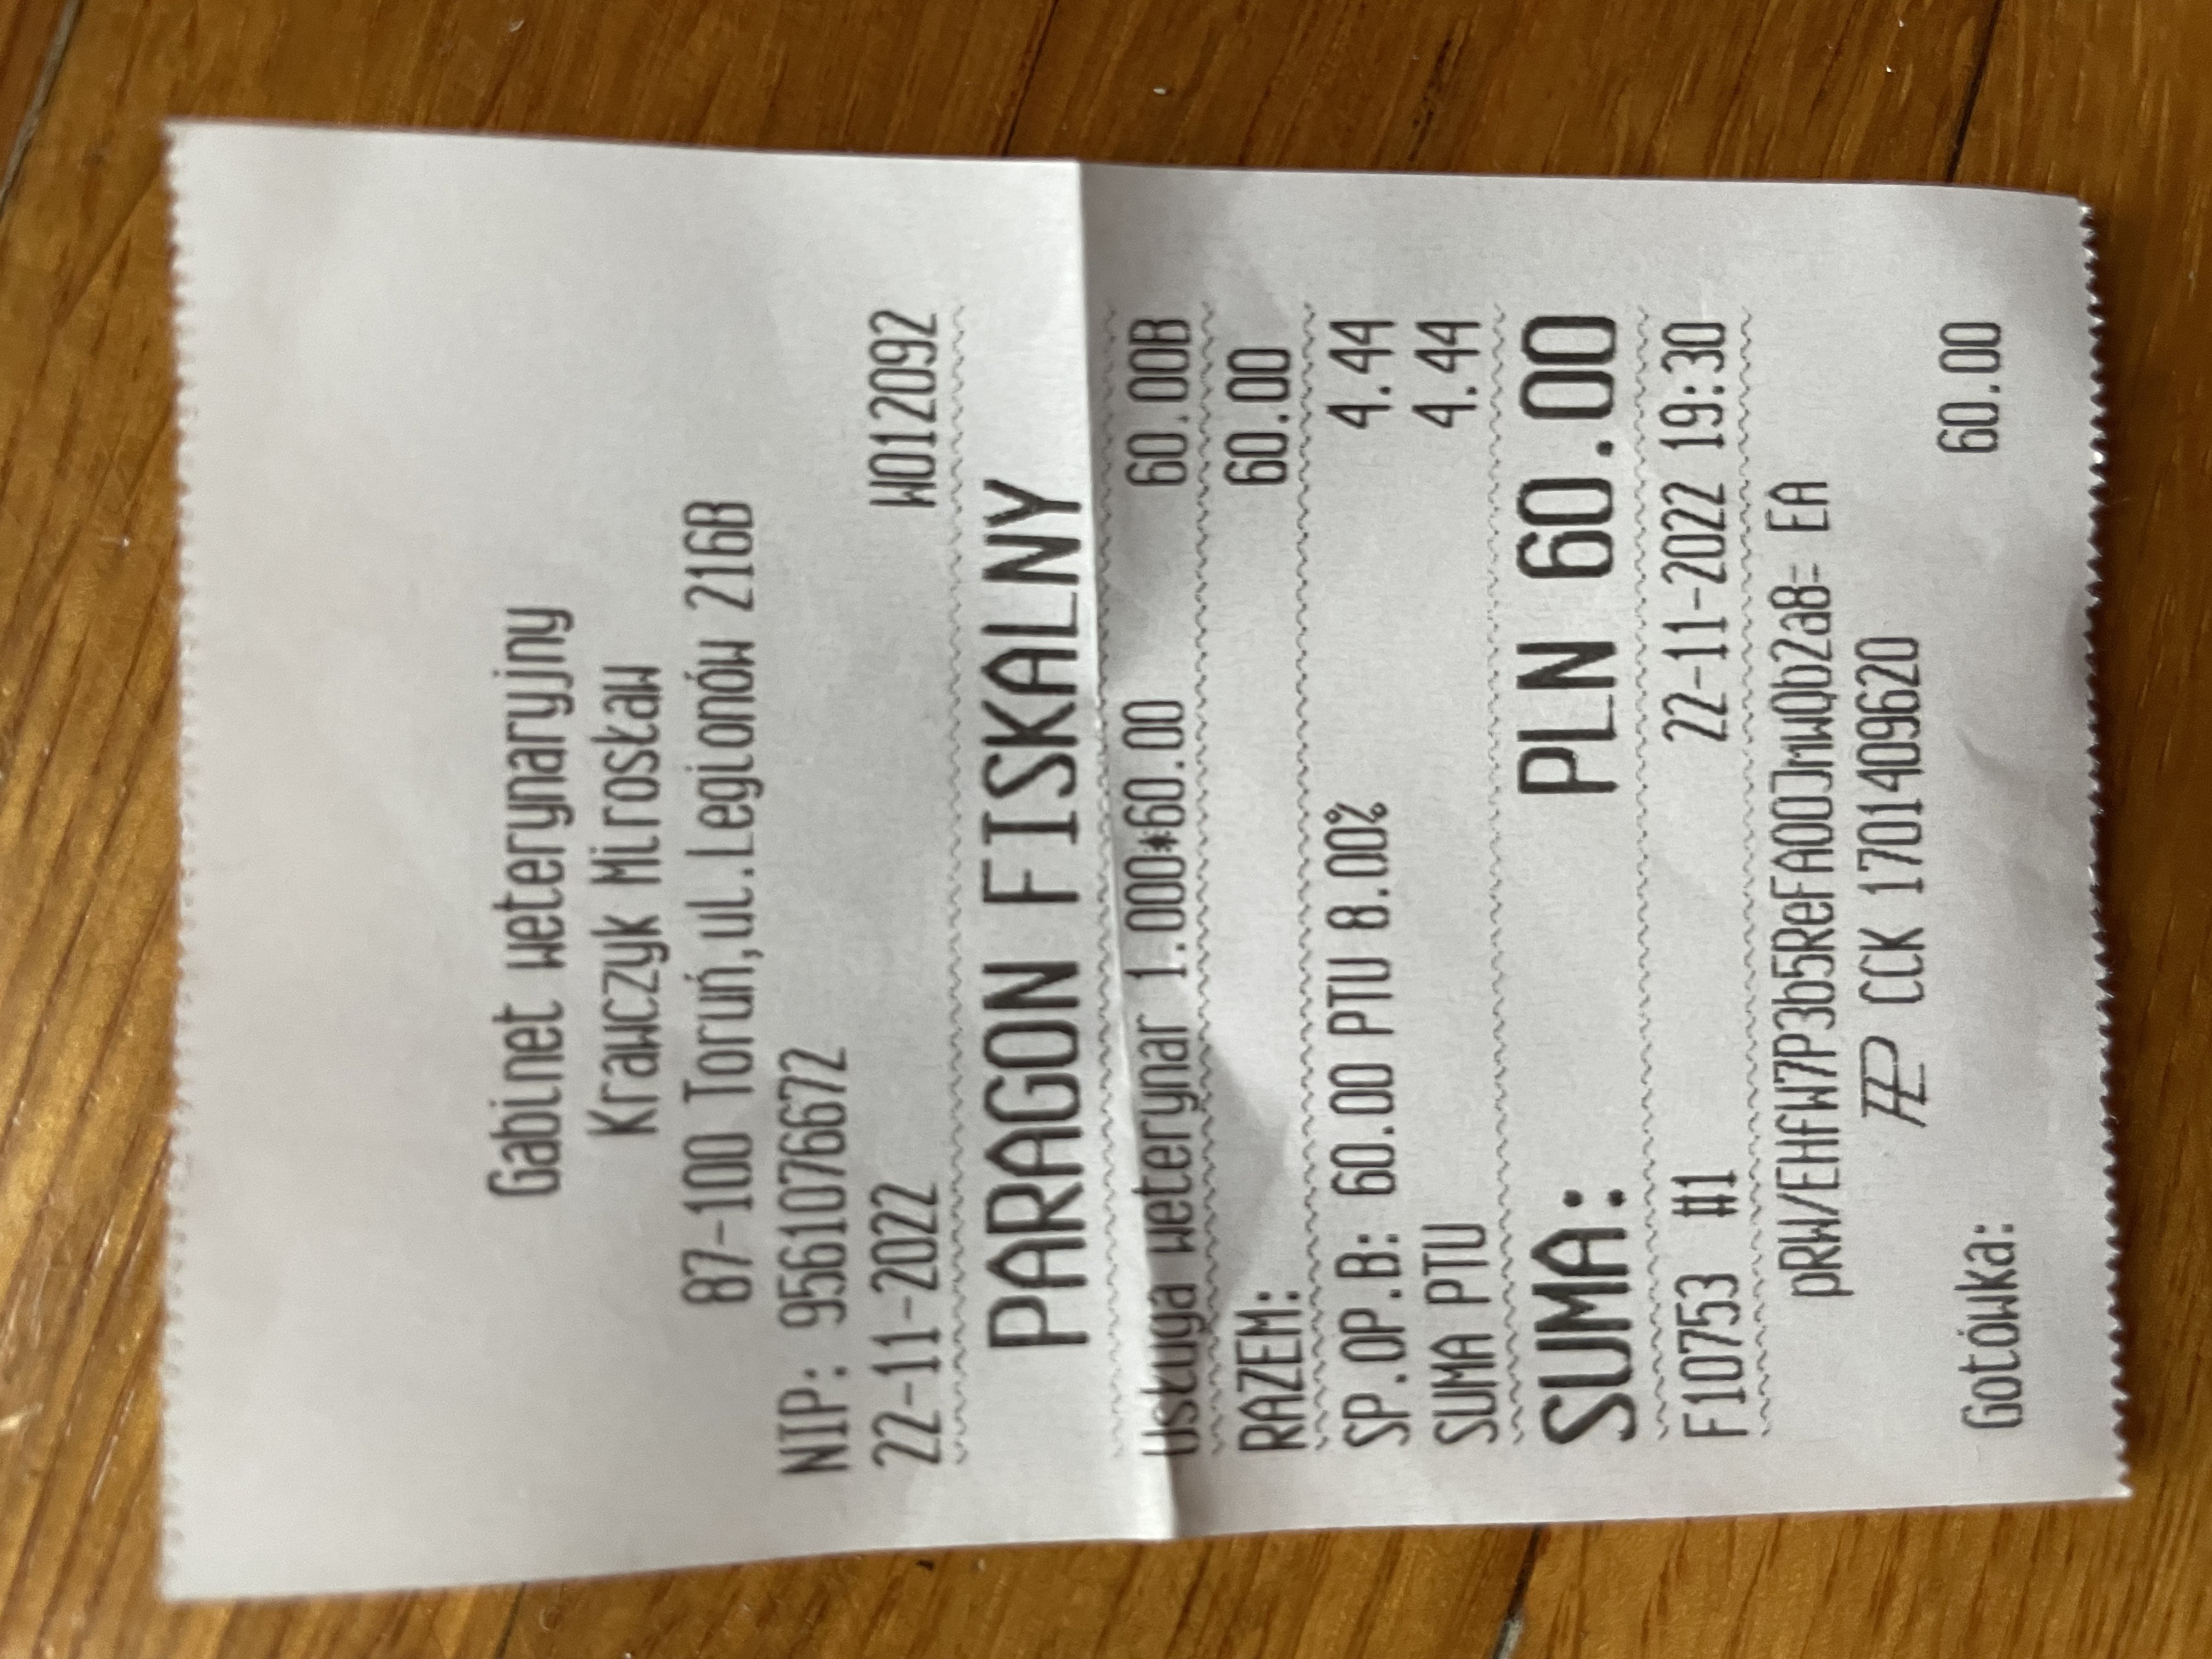 Gabinet weterynaryjny
Krawczyk Mirosław
87-100 Toruń,ul.Legionów 216B
NIP: 9561076672
22-11-2022 W012092
PARAGON FISKALNY
Usługa weterynar 1.000*60.00 60.00B
RAZEM: 60.00
SP.OP.B: 60.00 PTU 8.00% 4.44
SUMA PTU 4.44
SUMA: PLN 60.00
F10753 #1 22-11-2022 19:30
pRW/EHfW7P3b5ReFAOOJmwQb2a8= EA
CCK 1701409620
Gotówka: 60.00